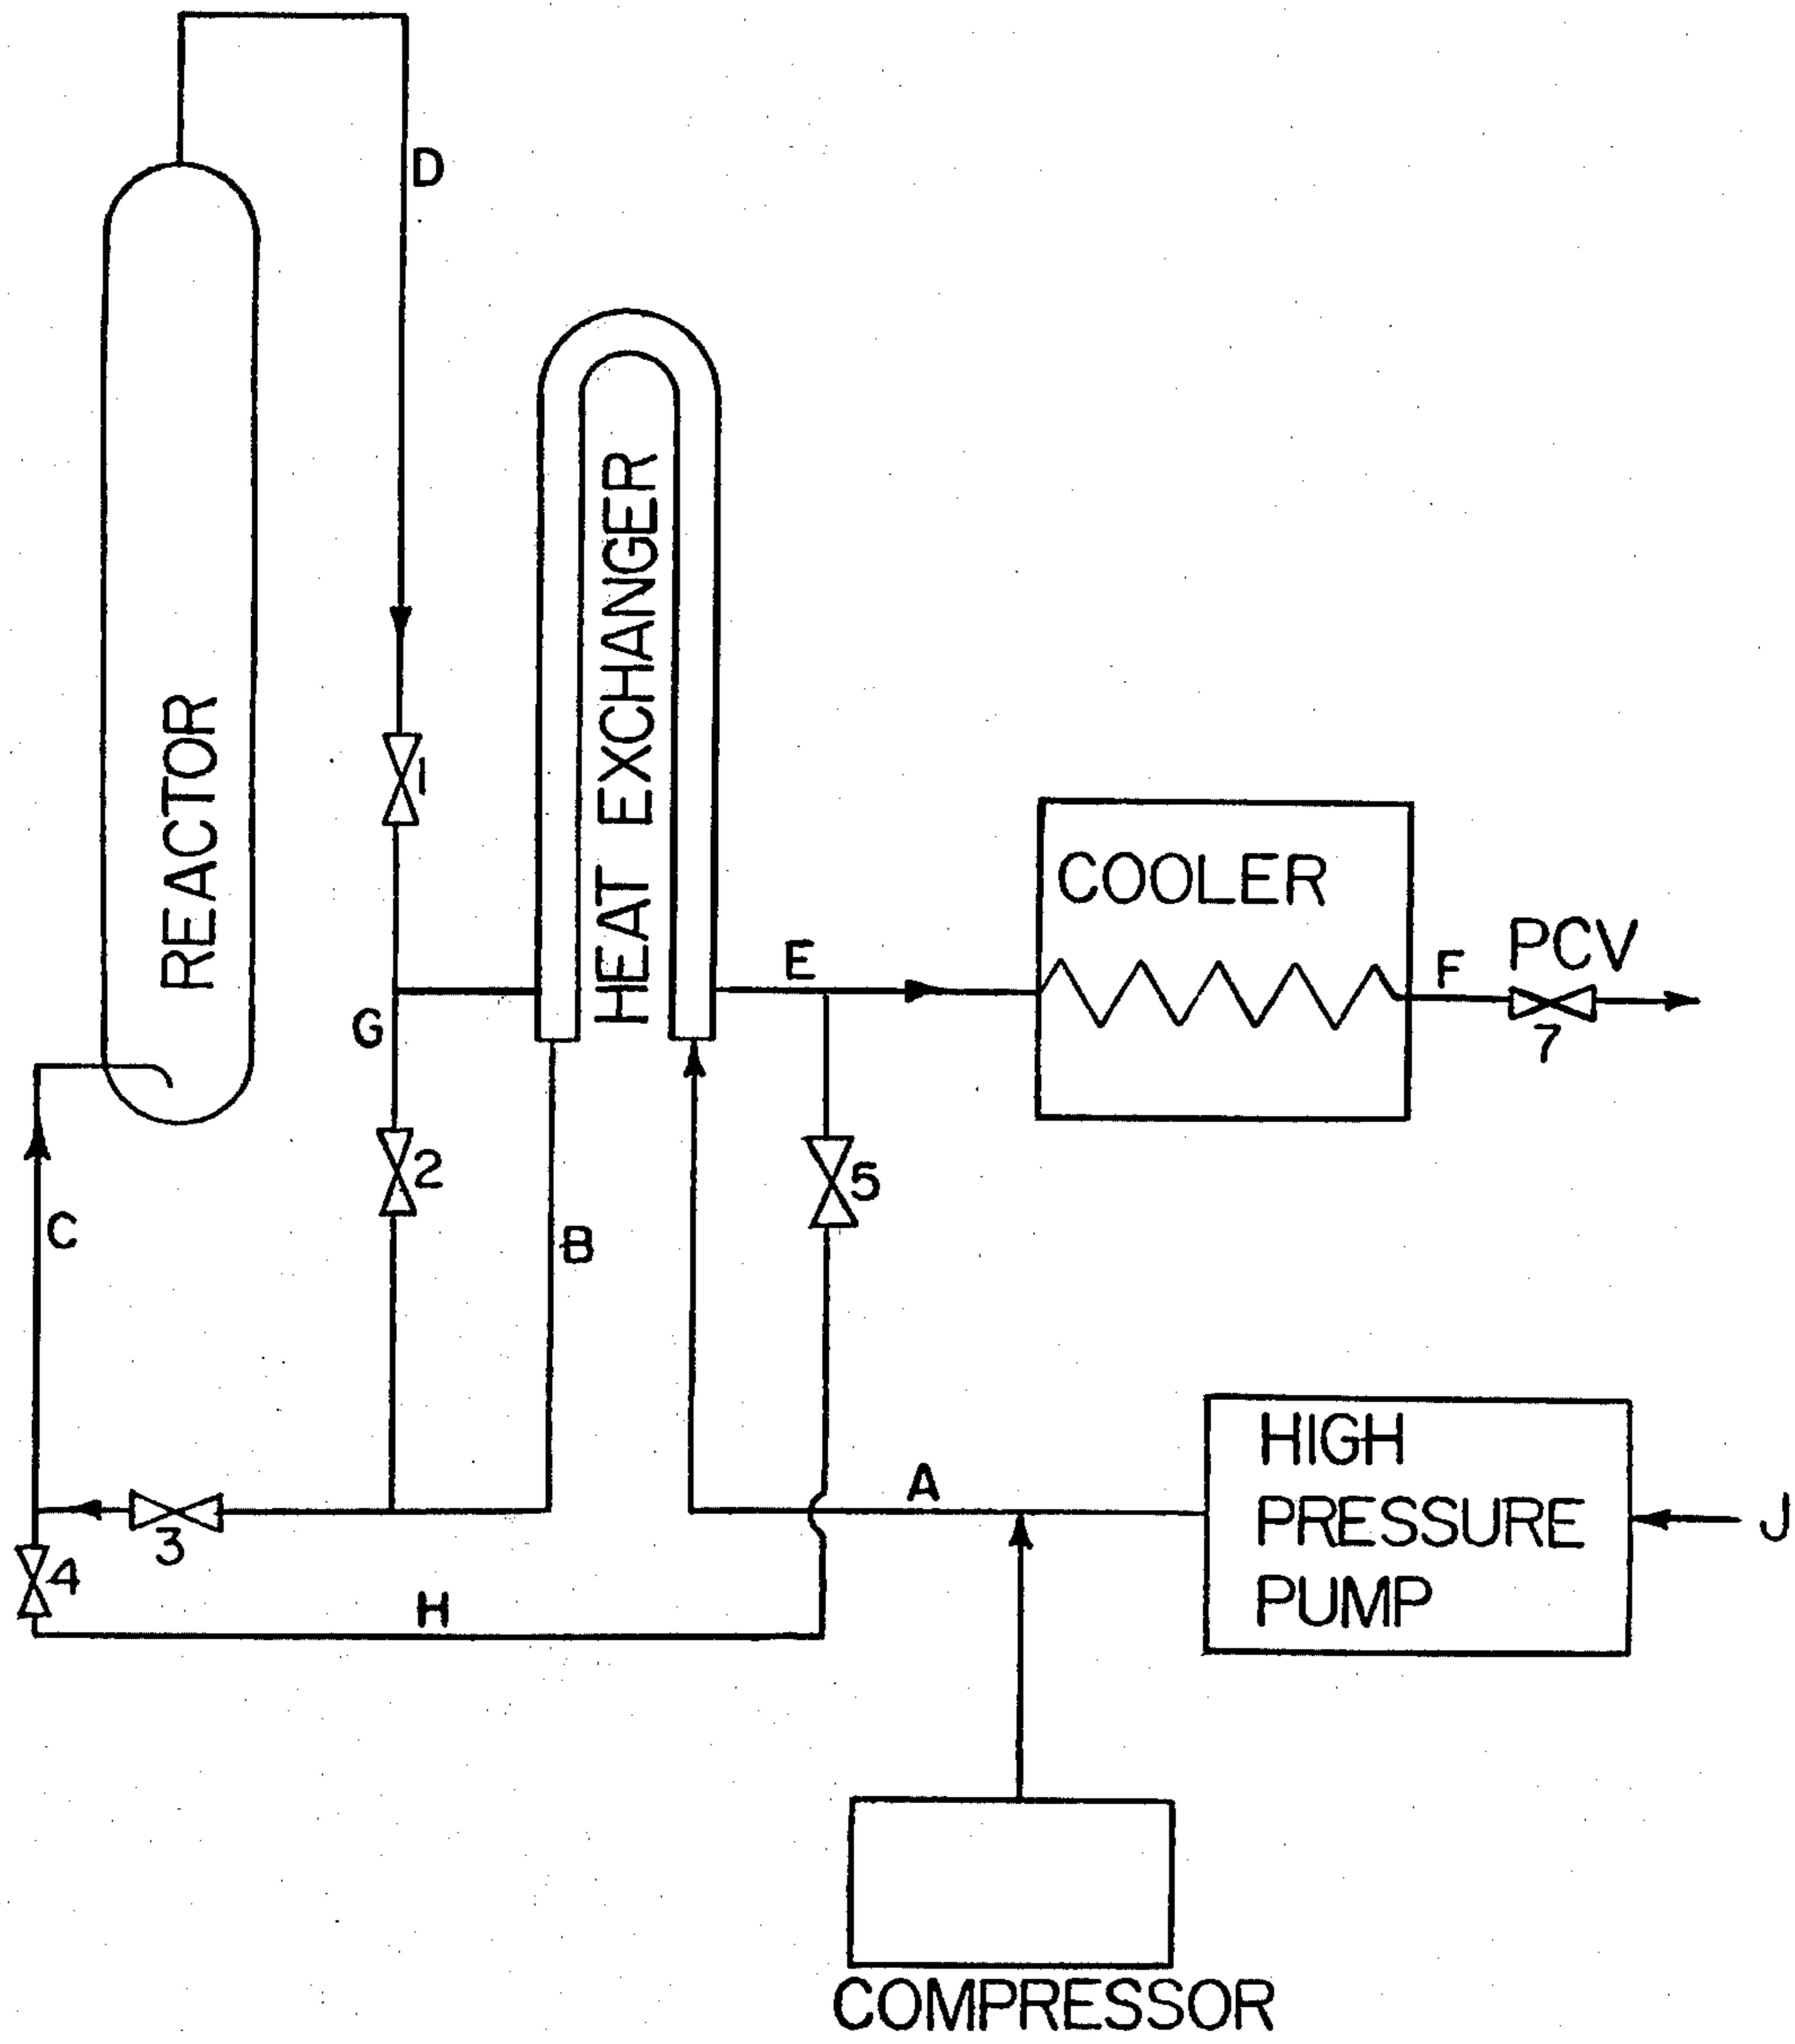 D
1
REACTOR
HEAT EXCHANGER
COOLER
E
F
PCV
7
G
2
5
C
B
A
HIGH
PRESSURE
PUMP
J
3
4
H
COMPRESSOR